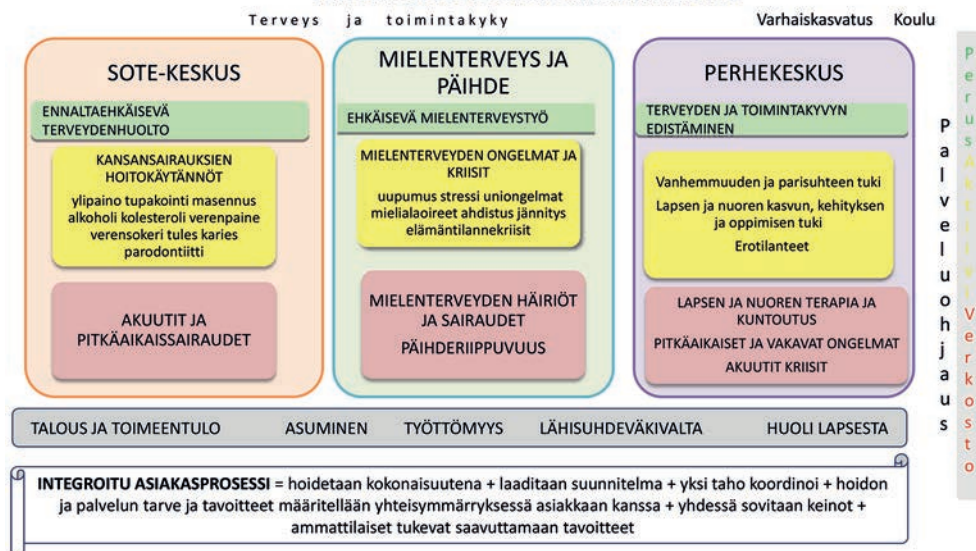 Terveys ja toimintakyky
Varhaiskasvatus Koulu
SOTE-KESKUS
ENNALTAEHKÄISEVÄ
TERVEYDENHUOLTO
KANSANSAIRAUKSIEN
HOITOKÄYTÄNNÖT
ylipaino tupakointi masennus
alkoholi kolesteroli verenpaine
verensokeri tules karies
parodontiitti
AKUUTIT JA
PITKÄAIKAISSAIRAUDET
MIELENTERVEYS JA
PÄIHDE
EHKÄISEVÄ MIELENTERVEYSTYÖ
MIELENTERVEYDEN ONGELMAT JA
KRIISIT
uupumus stressi uniongelmat
mielialaoireet ahdistus jännitys
elämäntilannekriisit
MIELENTERVEYDEN HÄIRIÖT
JA SAIRAUDET
PÄIHDERIIPPUVUUS
PERHEKESKUS
TERVEYDEN JA TOIMINTAKYVYN
EDISTÄMINEN
Vanhemmuuden ja parisuhteen tuki
Lapsen ja nuoren kasvun, kehityksen
ja oppimisen tuki
Erotilanteet
LAPSEN JA NUOREN TERAPIA JA
KUNTOUTUS
PITKÄAIKAISET JA VAKAVAT ONGELMAT
AKUUTIT KRIISIT
Palveluohjaus
Perus
Verkosto
TALOUS JA TOIMEENTULO ASUMINEN TYÖTTÖMYYS LÄHISUHDEVÄKIVALTA HUOLI LAPSESTA
INTEGROITU ASIAKASPROSESSI = hoidetaan kokonaisuutena + laaditaan suunnitelma + yksi taho koordinoi + hoidon
ja palvelun tarve ja tavoitteet määritellään yhteisymmärryksessä asiakkaan kanssa + yhdessä sovitaan keinot +
ammattilaiset tukevat saavuttamaan tavoitteet